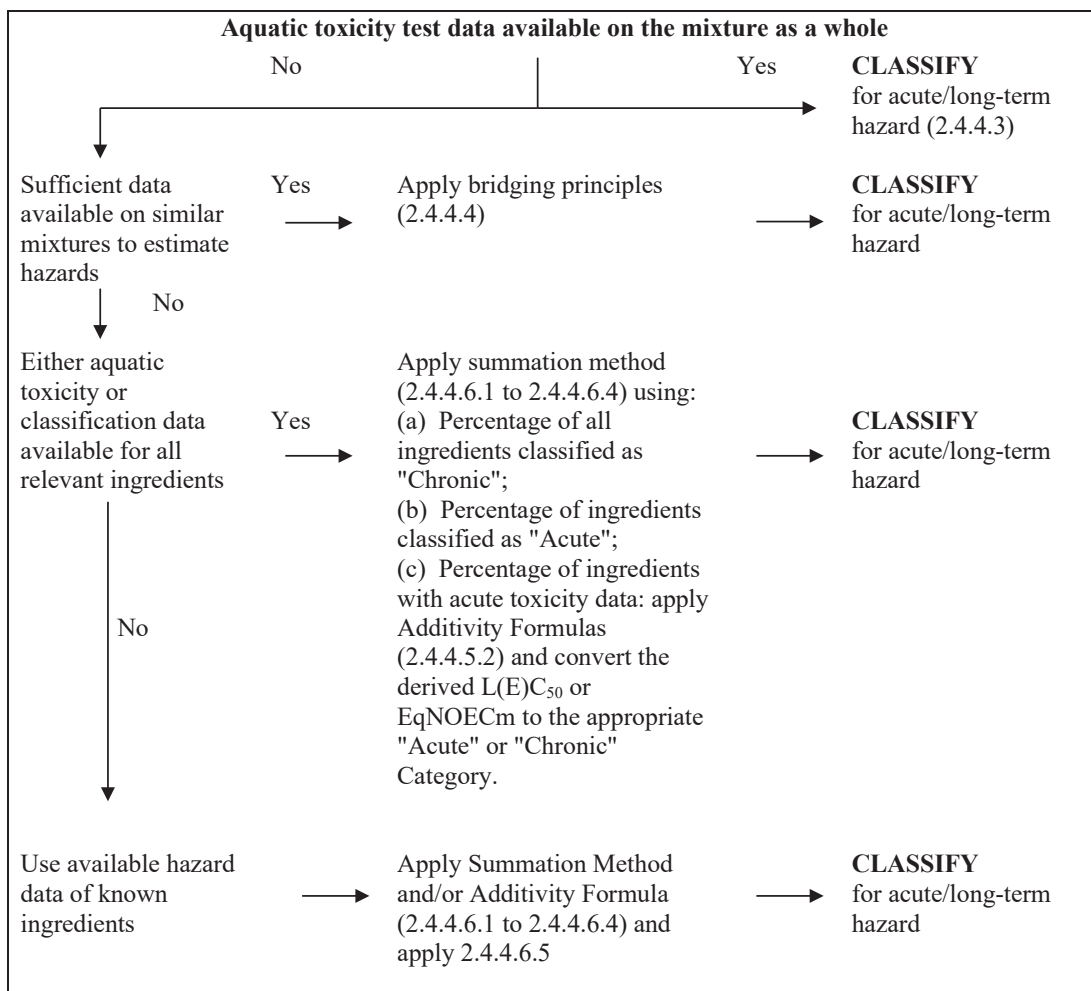 Aquatic toxicity test data available on the mixture as a whole
No
Yes
CLASSIFY
for acute/long-term
hazard (2.4.4.3)
Sufficient data
available on similar
mixtures to estimate
hazards
Yes
Apply bridging principles
(2.4.4.4)
CLASSIFY
for acute/long-term
hazard
No
Either aquatic
toxicity or
classification data
available for all
relevant ingredients
Yes
Apply summation method
(2.4.4.6.1 to 2.4.4.6.4) using:
(a) Percentage of all
ingredients classified as
"Chronic";
(b) Percentage of ingredients
classified as "Acute";
(c) Percentage of ingredients
with acute toxicity data: apply
Additivity Formulas
(2.4.4.5.2) and convert the
derived L(E)C₅₀ or
EqNOECm to the appropriate
"Acute" or "Chronic"
Category.
CLASSIFY
for acute/long-term
hazard
No
Use available hazard
data of known
ingredients
Apply Summation Method
and/or Additivity Formula
(2.4.4.6.1 to 2.4.4.6.4) and
apply 2.4.4.6.5
CLASSIFY
for acute/long-term
hazard